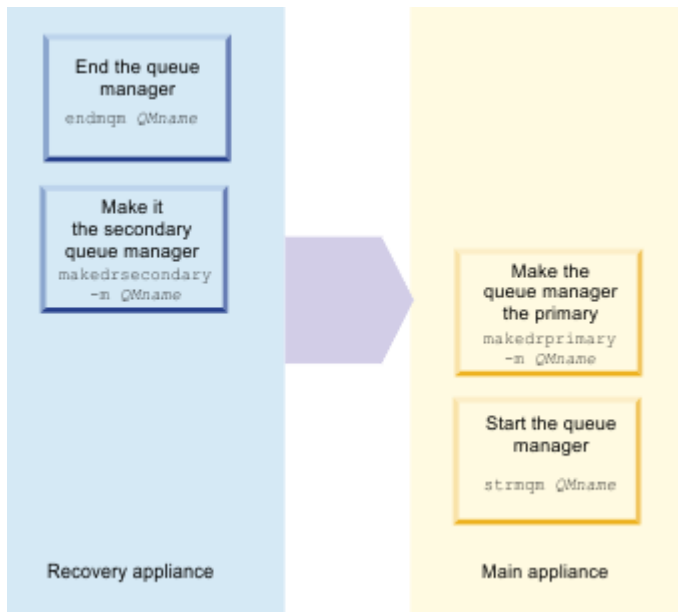 End the queue
manager
endmqm QMname
Make it
the secondary
queue manager
makedrsecondary
-m QMname
Recovery appliance
Make the
queue manager
the primary
makedrprimary
-m QMname
Start the queue
manager
strmqm QMname
Main appliance